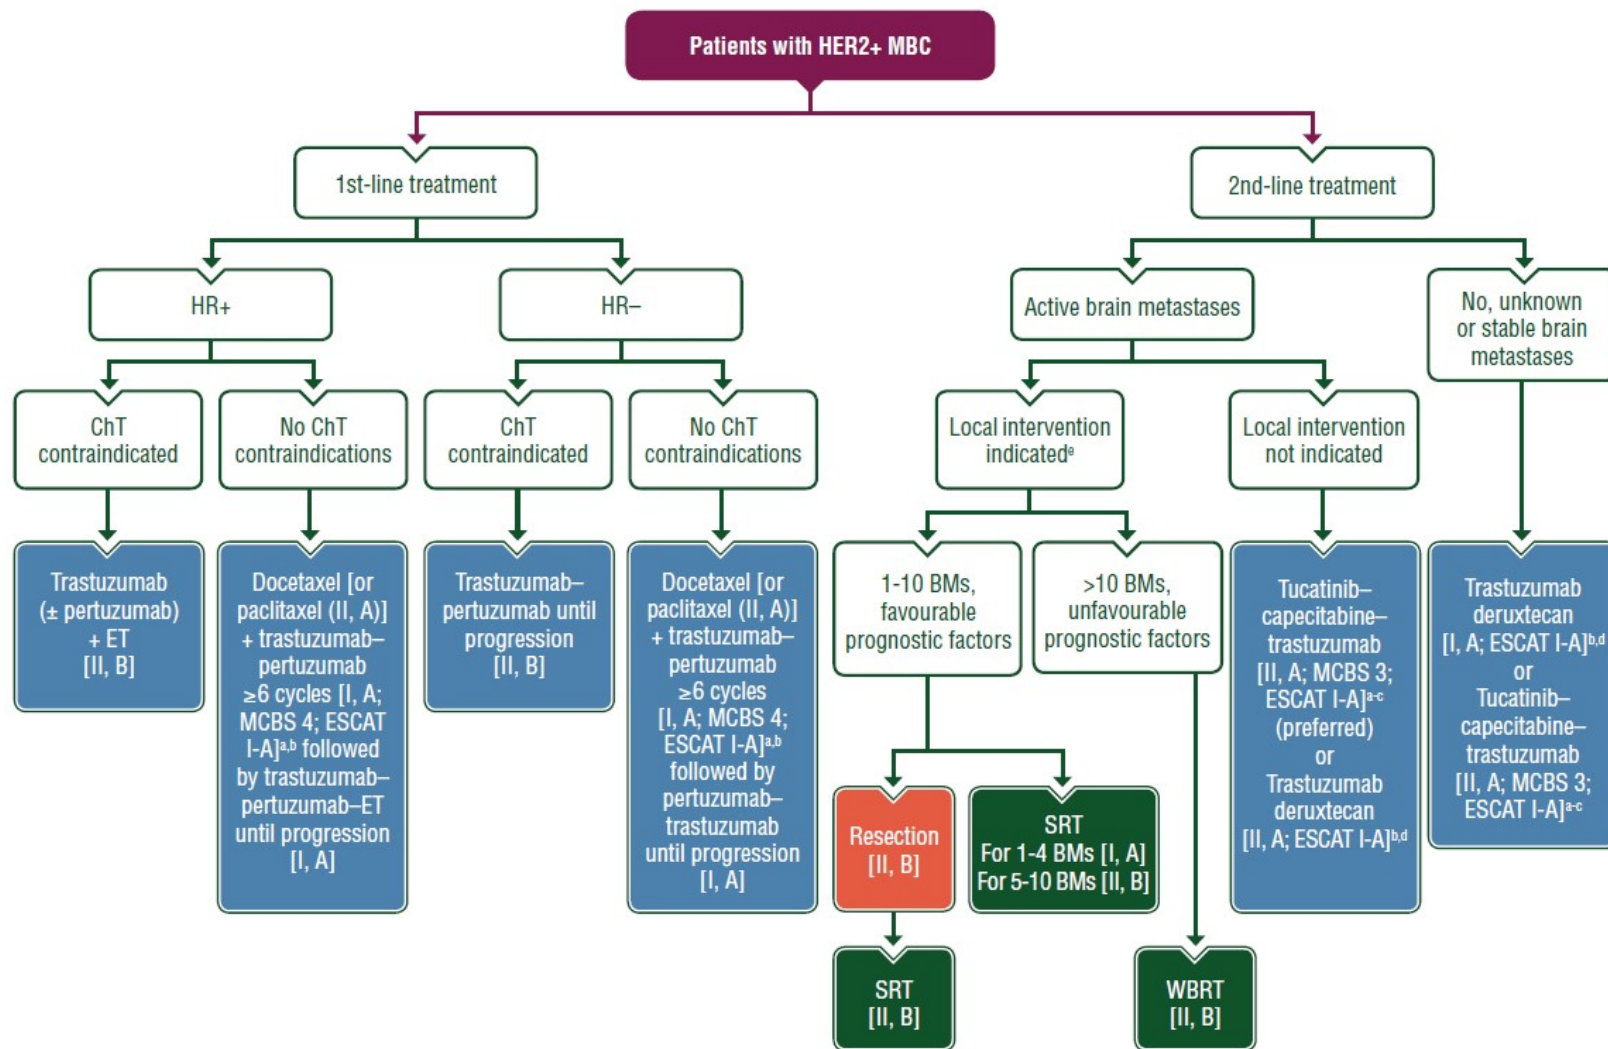 Patients with HER2+ MBC
1st-line treatment
2nd-line treatment
HR+
HR–
Active brain metastases
No, unknown
or stable brain
metastases
ChT
contraindicated
No ChT
contraindications
ChT
contraindicated
No ChT
contraindications
Local intervention
indicatedᵉ
Local intervention
not indicated
Trastuzumab
(± pertuzumab)
+ ET
[II, B]
Docetaxel [or
paclitaxel (II, A)]
+ trastuzumab–
pertuzumab
≥6 cycles [I, A;
MCBS 4; ESCAT
I-A]ᵃ,ᵇ followed
by trastuzumab–
pertuzumab–ET
until progression
[I, A]
Trastuzumab–
pertuzumab until
progression
[II, B]
Docetaxel [or
paclitaxel (II, A)]
+ trastuzumab–
pertuzumab
≥6 cycles
[I, A; MCBS 4;
ESCAT I-A]ᵃ,ᵇ
followed by
pertuzumab–
trastuzumab
until progression
[I, A]
1-10 BMs,
favourable
prognostic factors
>10 BMs,
unfavourable
prognostic factors
Tucatinib–
capecitabine–
trastuzumab
[II, A; MCBS 3;
ESCAT I-A]ᵃ⁻ᶜ
(preferred)
or
Trastuzumab
deruxtecan
[II, A; ESCAT I-A]ᵇ,ᵈ
Trastuzumab
deruxtecan
[I, A; ESCAT I-A]ᵇ,ᵈ
or
Tucatinib–
capecitabine–
trastuzumab
[II, A; MCBS 3;
ESCAT I-A]ᵃ⁻ᶜ
Resection
[II, B]
SRT
For 1-4 BMs [I, A]
For 5-10 BMs [II, B]
SRT
[II, B]
WBRT
[II, B]